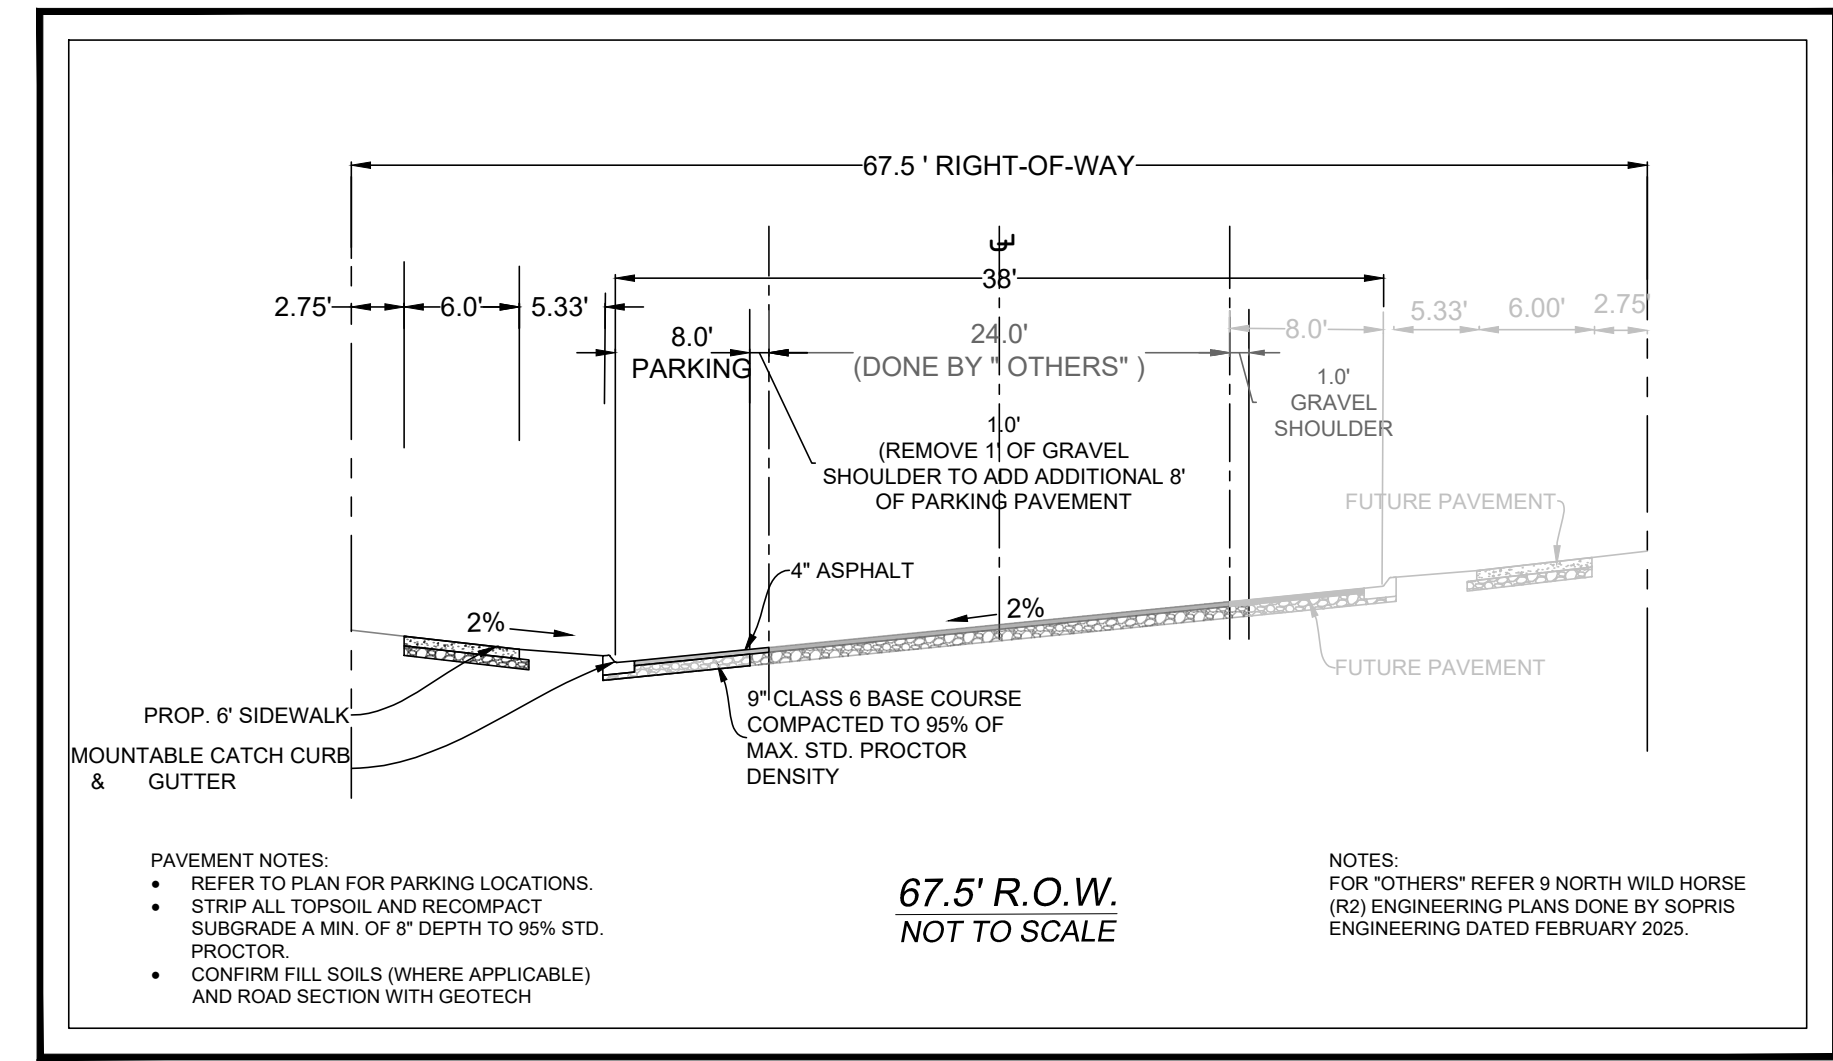 67.5 ' RIGHT-OF-WAY
38'
2.75'
6.0'
5.33'
8.0'
PARKING
24.0'
(DONE BY " OTHERS" )
8.0'
5.33'
6.00'
2.75'
1.0'
GRAVEL
SHOULDER
1.0'
(REMOVE 1' OF GRAVEL
SHOULDER TO ADD ADDITIONAL 8'
OF PARKING PAVEMENT
FUTURE PAVEMENT
4" ASPHALT
2%
2%
FUTURE PAVEMENT
PROP. 6' SIDEWALK
MOUNTABLE CATCH CURB
& GUTTER
9" CLASS 6 BASE COURSE
COMPACTED TO 95% OF
MAX. STD. PROCTOR
DENSITY
PAVEMENT NOTES:
• REFER TO PLAN FOR PARKING LOCATIONS.
• STRIP ALL TOPSOIL AND RECOMPACT
SUBGRADE A MIN. OF 8" DEPTH TO 95% STD.
PROCTOR.
• CONFIRM FILL SOILS (WHERE APPLICABLE)
AND ROAD SECTION WITH GEOTECH
67.5' R.O.W.
NOT TO SCALE
NOTES:
FOR "OTHERS" REFER 9 NORTH WILD HORSE
(R2) ENGINEERING PLANS DONE BY SOPRIS
ENGINEERING DATED FEBRUARY 2025.